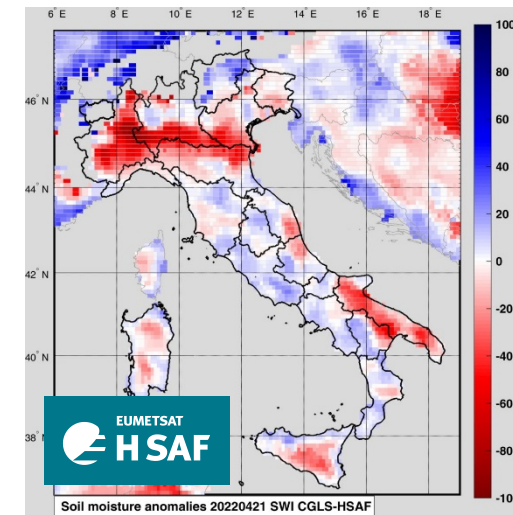 6° E 8° E 10° E 12° E 14° E 16° E 18° E
100
80
60
40
20
0
-20
-40
-60
-80
-10
46° N
44° N
42° N
40° N
38° N
EUMETSAT
H SAF
Soil moisture anomalies 20220421 SWI CGLS-HSAF